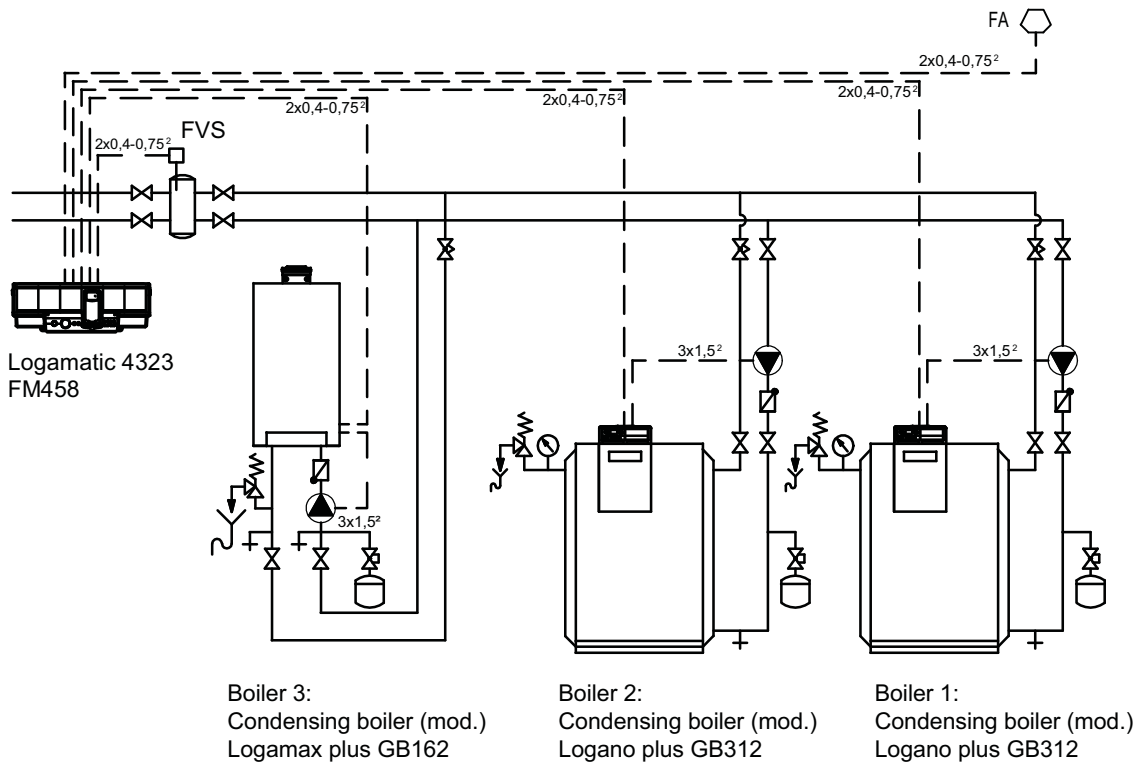 FA
2x0,4-0,75²
2x0,4-0,75²
2x0,4-0,75²
2x0,4-0,75²
FVS
2x0,4-0,75²
Logamatic 4323
FM458
3x1,5²
3x1,5²
3x1,5²
Boiler 3:
Condensing boiler (mod.)
Logamax plus GB162
Boiler 2:
Condensing boiler (mod.)
Logano plus GB312
Boiler 1:
Condensing boiler (mod.)
Logano plus GB312